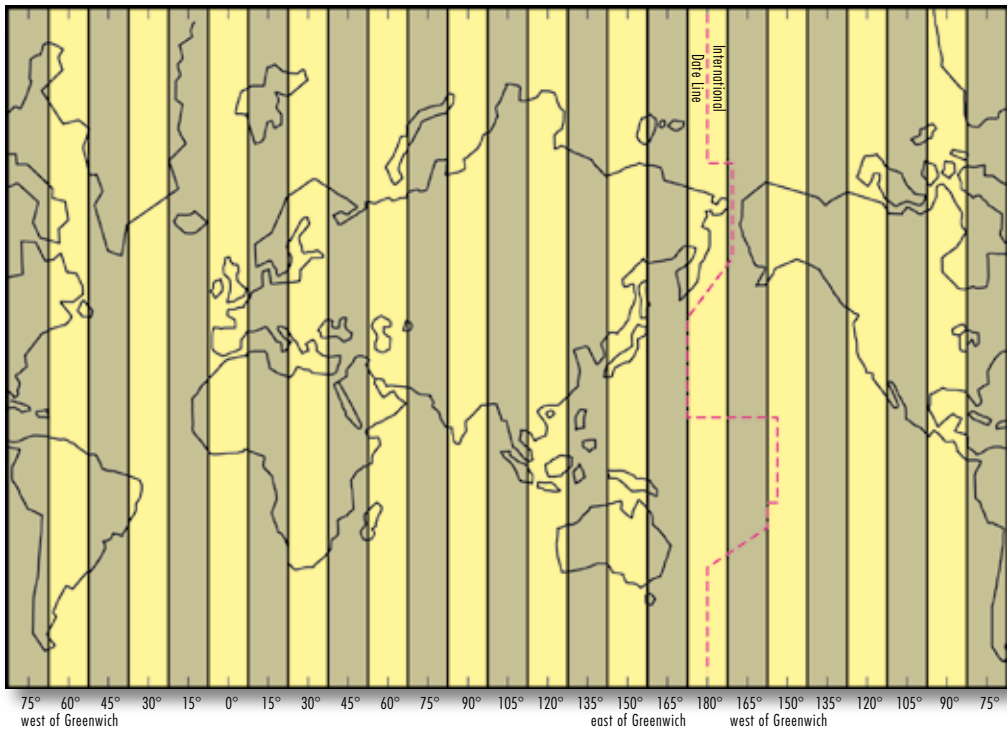 International
Date Line
75° 60° 45° 30° 15° 0° 15° 30° 45° 60° 75° 90° 105° 120° 135° 150° 165° 180° 165° 150° 135° 120° 105° 90° 75°
west of Greenwich east of Greenwich west of Greenwich